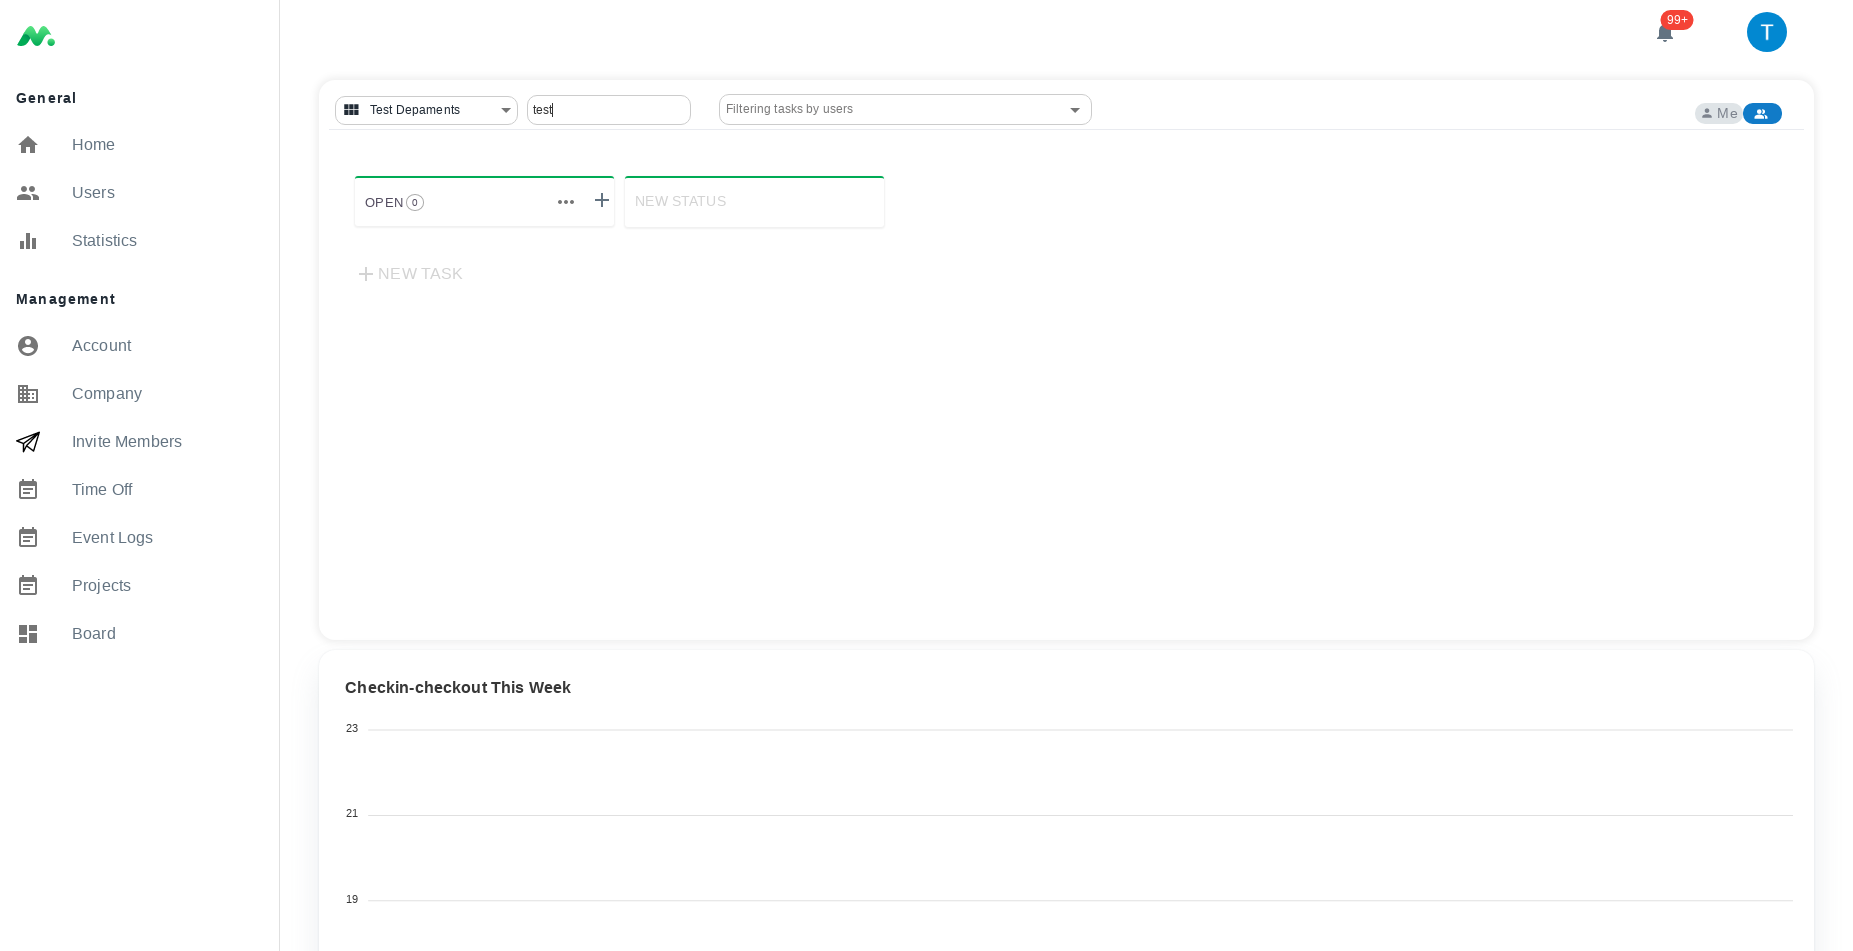 99+
T
General
Home
Users
Statistics
Management
Account
Company
Invite Members
Time Off
Event Logs
Projects
Board
Test Depaments
test
Filtering tasks by users
Me
OPEN 0
NEW STATUS
NEW TASK
Checkin-checkout This Week
23
21
19